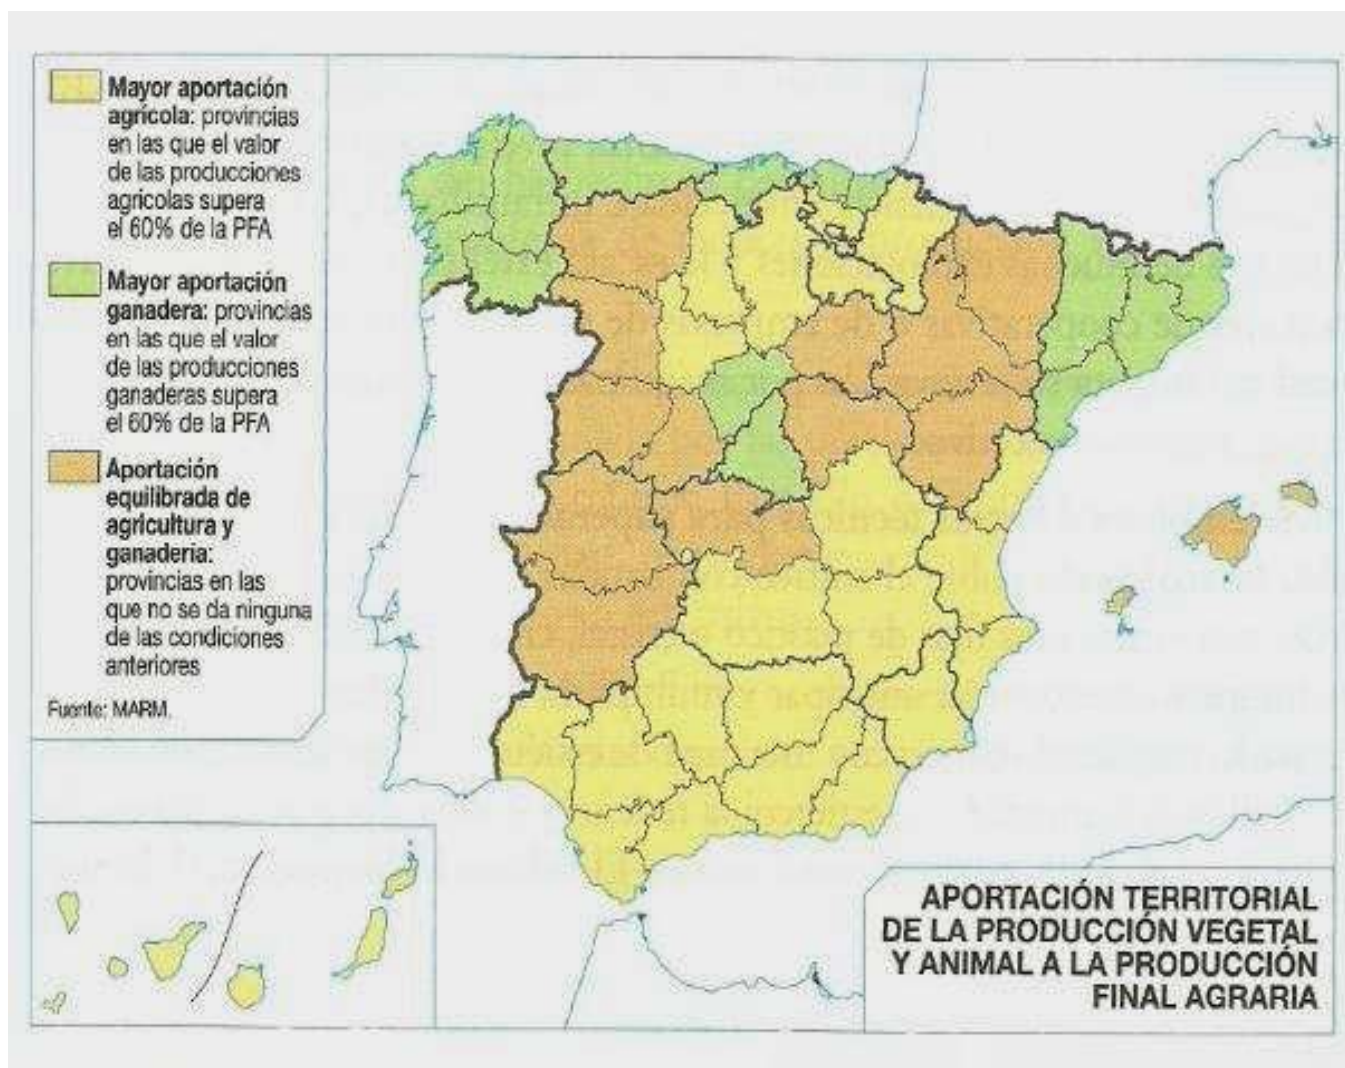 Mayor aportación
agrícola: provincias
en las que el valor
de las producciones
agrícolas supera
el 60% de la PFA
Mayor aportación
ganadera: provincias
en las que el valor
de las producciones
ganaderas supera
el 60% de la PFA
Aportación
equilibrada de
agricultura y
ganadería:
provincias en las
que no se da ninguna
de las condiciones
anteriores
Fuente: MARM.
APORTACIÓN TERRITORIAL
DE LA PRODUCCIÓN VEGETAL
Y ANIMAL A LA PRODUCCIÓN
FINAL AGRARIA